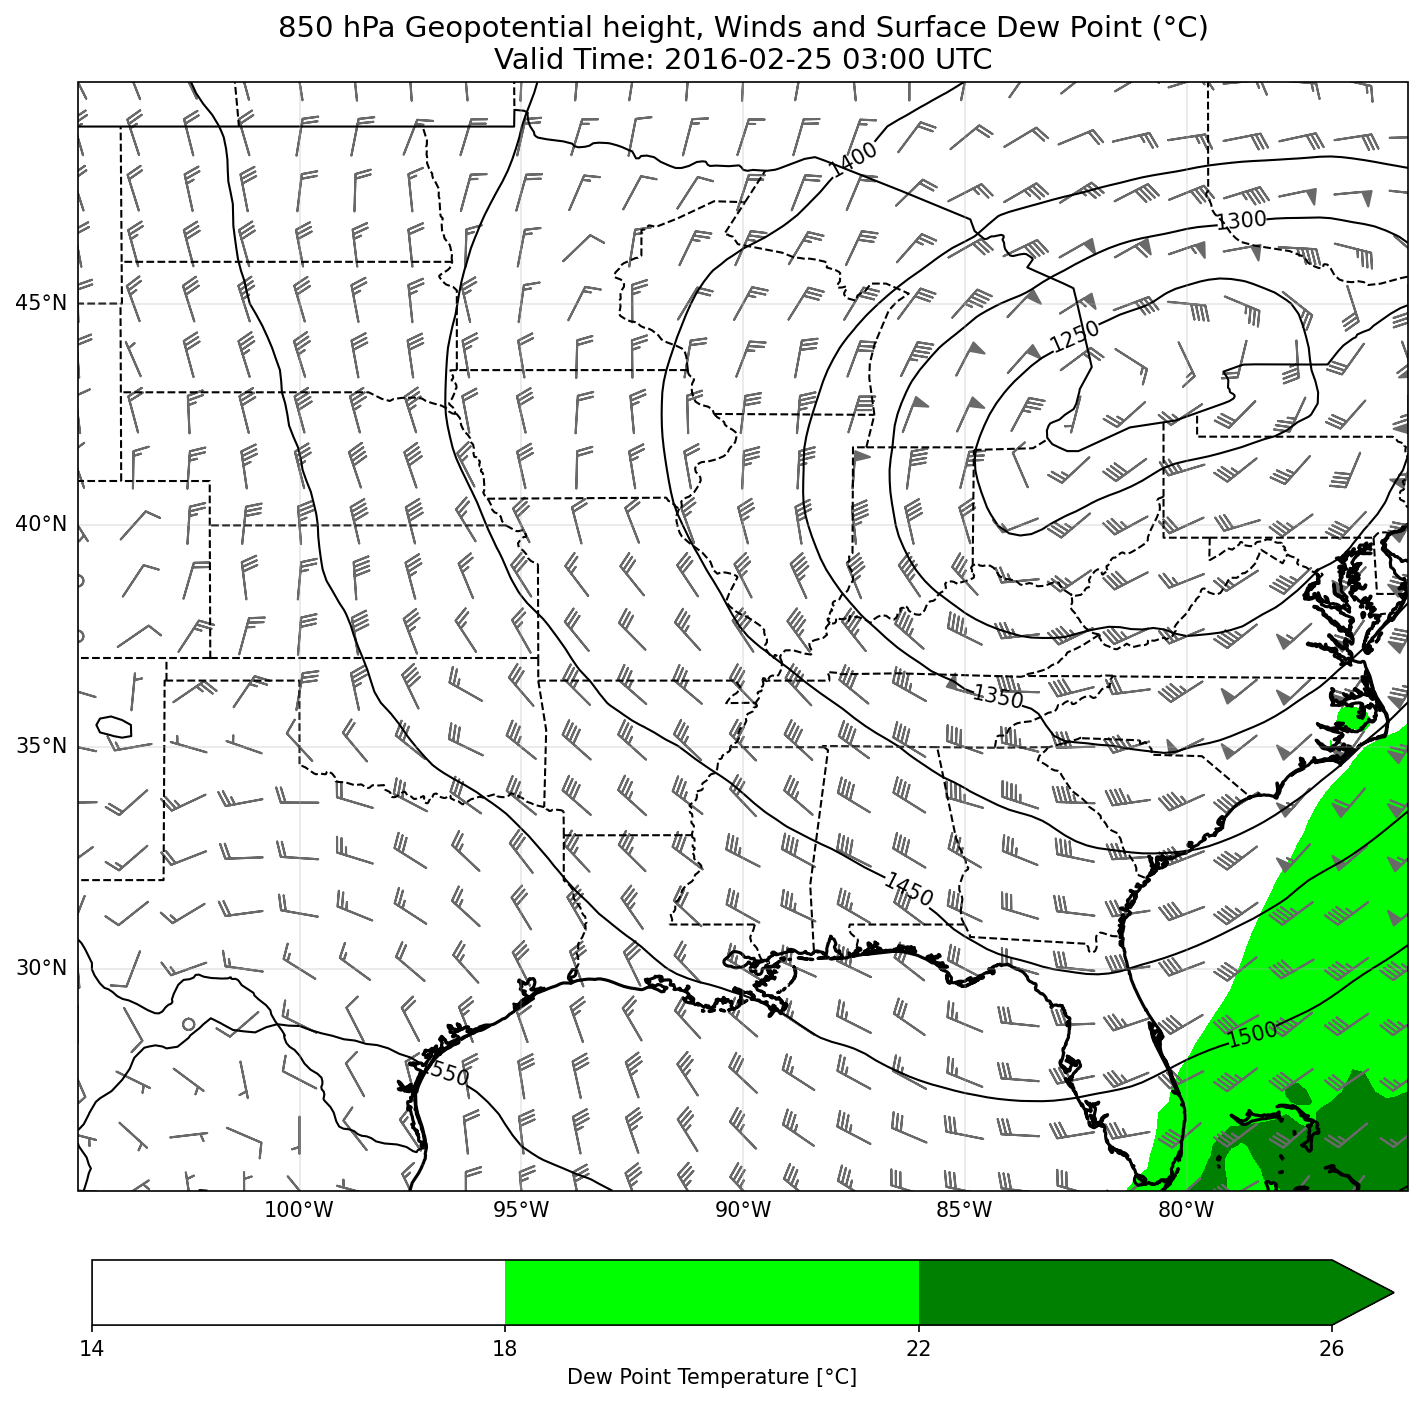 850 hPa Geopotential height, Winds and Surface Dew Point (°C)
Valid Time: 2016-02-25 03:00 UTC
1400
1300
45°N
1250
40°N
1350
35°N
1450
30°N
1500
1550
100°W 95°W 90°W 85°W 80°W
14 18 22 26
Dew Point Temperature [°C]